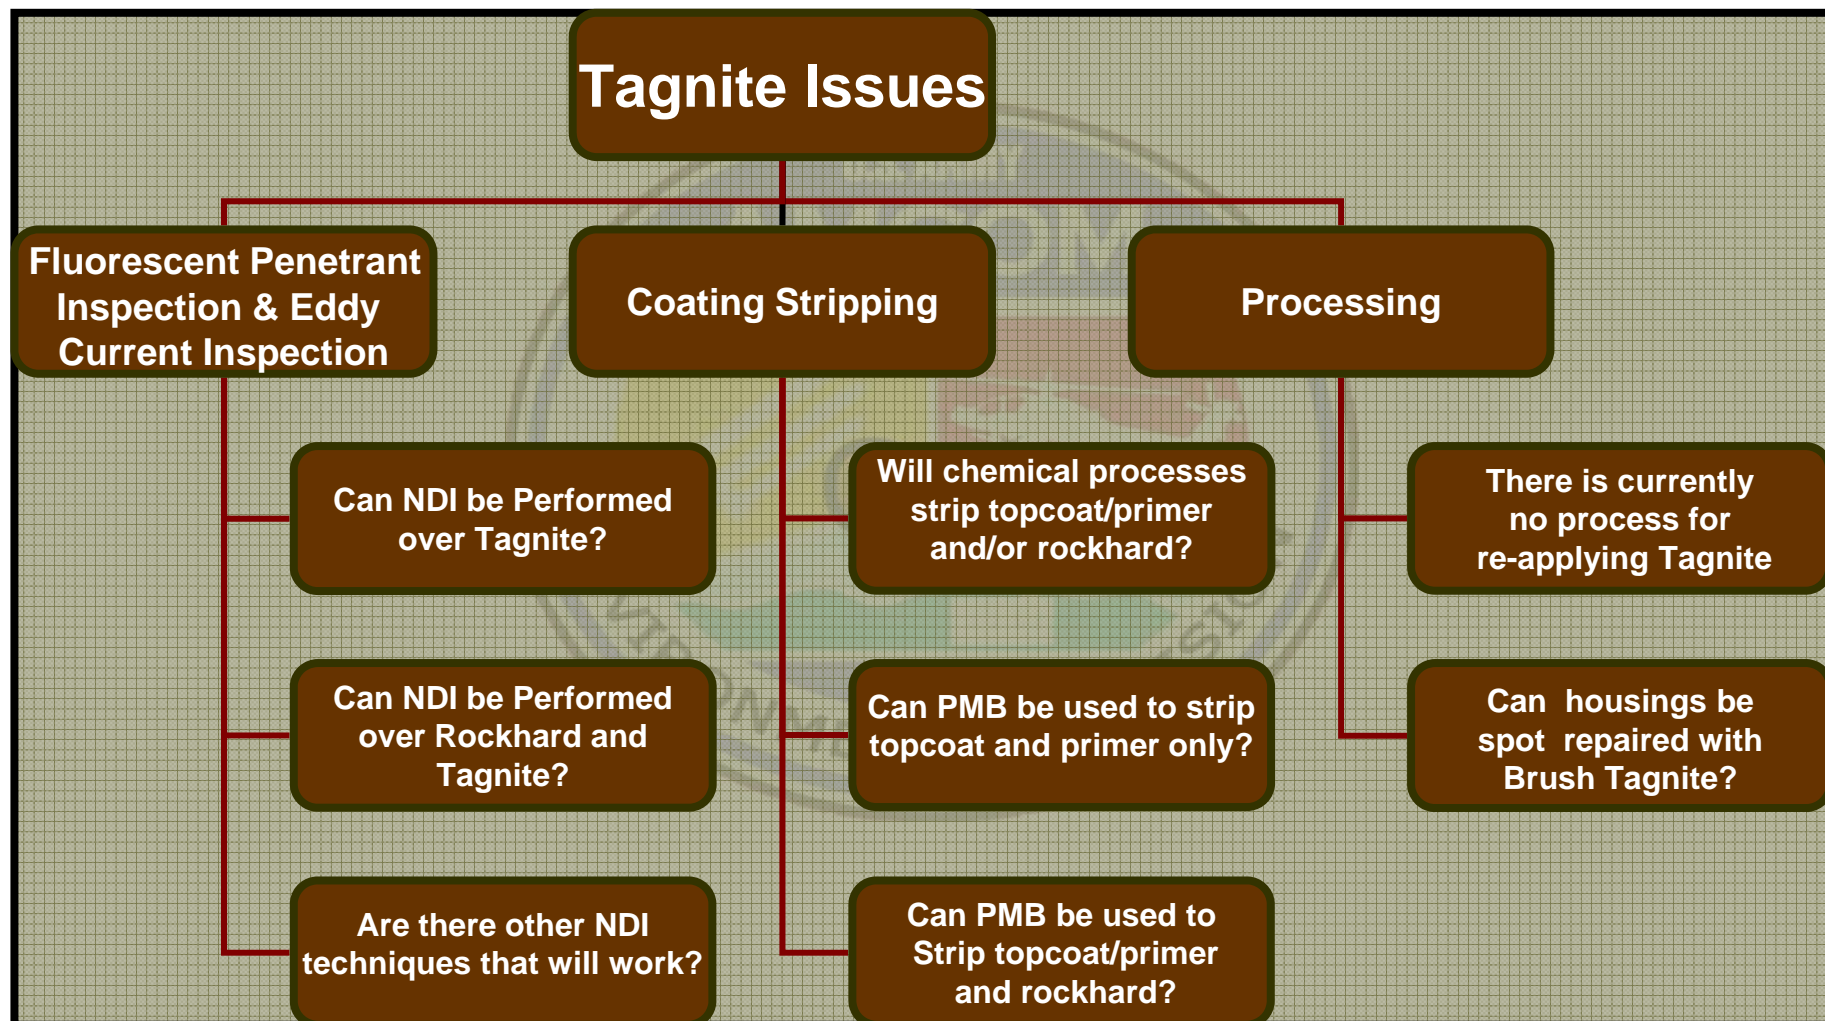 Tagnite Issues
Fluorescent Penetrant
Inspection & Eddy
Current Inspection
Coating Stripping
Processing
Can NDI be Performed
over Tagnite?
Can NDI be Performed
over Rockhard and
Tagnite?
Are there other NDI
techniques that will work?
Will chemical processes
strip topcoat/primer
and/or rockhard?
Can PMB be used to strip
topcoat and primer only?
Can PMB be used to
Strip topcoat/primer
and rockhard?
There is currently
no process for
re-applying Tagnite
Can housings be
spot repaired with
Brush Tagnite?